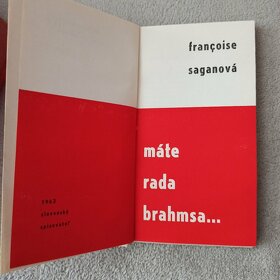 françoise
saganová
máte
rada
brahmsa...
1962
slovenský
spisovateľ